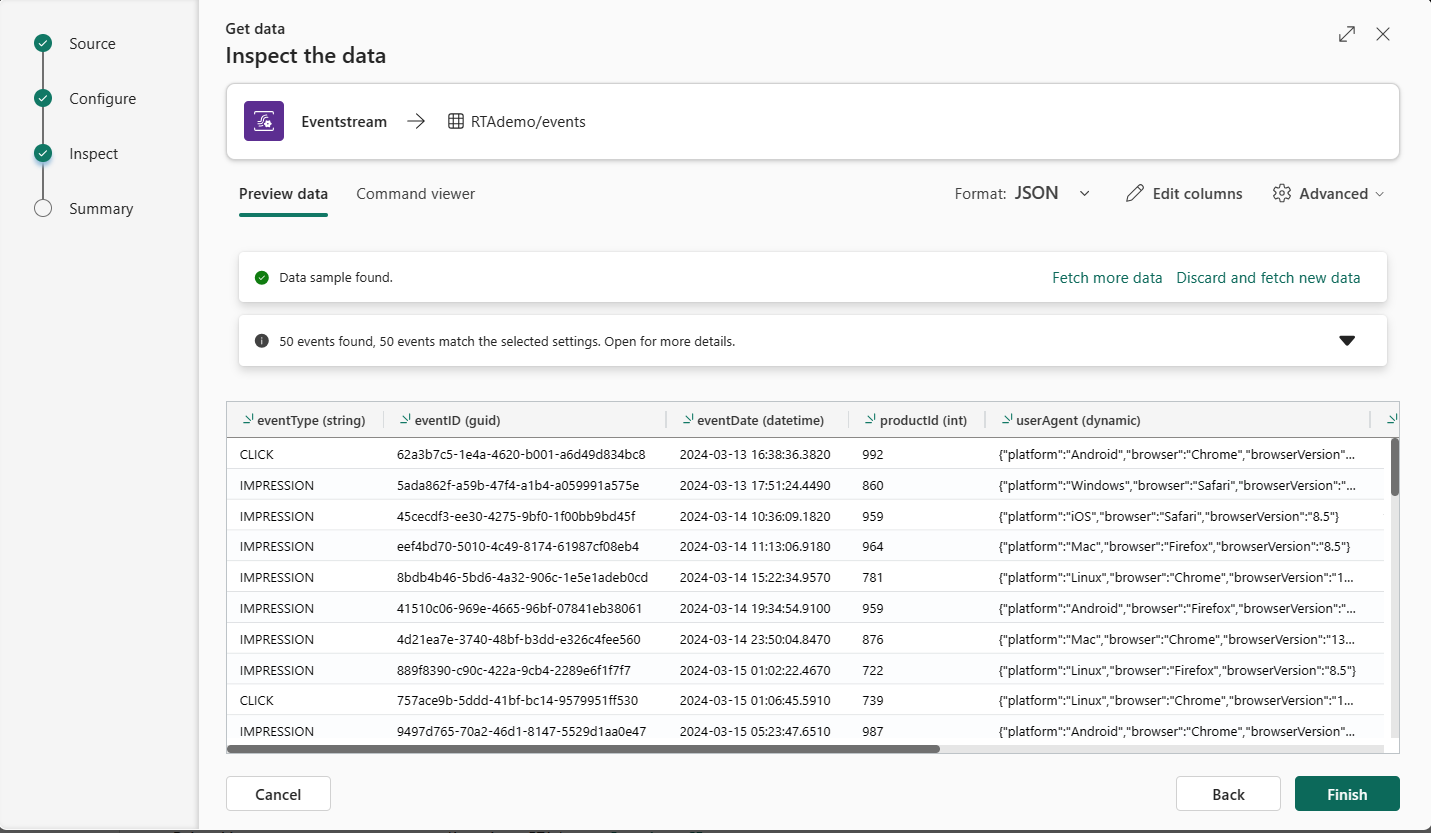 Source
Configure
Inspect
Summary
Get data
Inspect the data
Eventstream RTAdemo/events
Preview data Command viewer Format: JSON Edit columns Advanced
Data sample found. Fetch more data Discard and fetch new data
50 events found, 50 events match the selected settings. Open for more details.
eventType (string) eventID (guid) eventDate (datetime) productId (int) userAgent (dynamic)
CLICK 62a3b7c5-1e4a-4620-b001-a6d49d834bc8 2024-03-13 16:38:36.3820 992 {"platform":"Android","browser":"Chrome","browserVersion"...
IMPRESSION 5ada862f-a59b-47f4-a1b4-a059991a575e 2024-03-13 17:51:24.4490 860 {"platform":"Windows","browser":"Safari","browserVersion":"...
IMPRESSION 45cecdf3-ee30-4275-9bf0-1f00bb9bd45f 2024-03-14 10:36:09.1820 959 {"platform":"iOS","browser":"Safari","browserVersion":"8.5"}
IMPRESSION eef4bd70-5010-4c49-8174-61987cf08eb4 2024-03-14 11:13:06.9180 964 {"platform":"Mac","browser":"Firefox","browserVersion":"8.5"}
IMPRESSION 8bdb4b46-5bd6-4a32-906c-1e5e1adeb0cd 2024-03-14 15:22:34.9570 781 {"platform":"Linux","browser":"Chrome","browserVersion":"1...
IMPRESSION 41510c06-969e-4665-96bf-07841eb38061 2024-03-14 19:34:54.9100 959 {"platform":"Android","browser":"Firefox","browserVersion":"...
IMPRESSION 4d21ea7e-3740-48bf-b3dd-e326c4fee560 2024-03-14 23:50:04.8470 876 {"platform":"Mac","browser":"Chrome","browserVersion":"13...
IMPRESSION 889f8390-c90c-422a-9cb4-2289e6f1f7f7 2024-03-15 01:02:22.4670 722 {"platform":"Linux","browser":"Firefox","browserVersion":"8.5"}
CLICK 757ace9b-5ddd-41bf-bc14-9579951ff530 2024-03-15 01:06:45.5910 739 {"platform":"Linux","browser":"Chrome","browserVersion":"1...
IMPRESSION 9497d765-70a2-46d1-8147-5529d1aa0e47 2024-03-15 05:23:47.6510 987 {"platform":"Android","browser":"Chrome","browserVersion"...
Cancel Back Finish